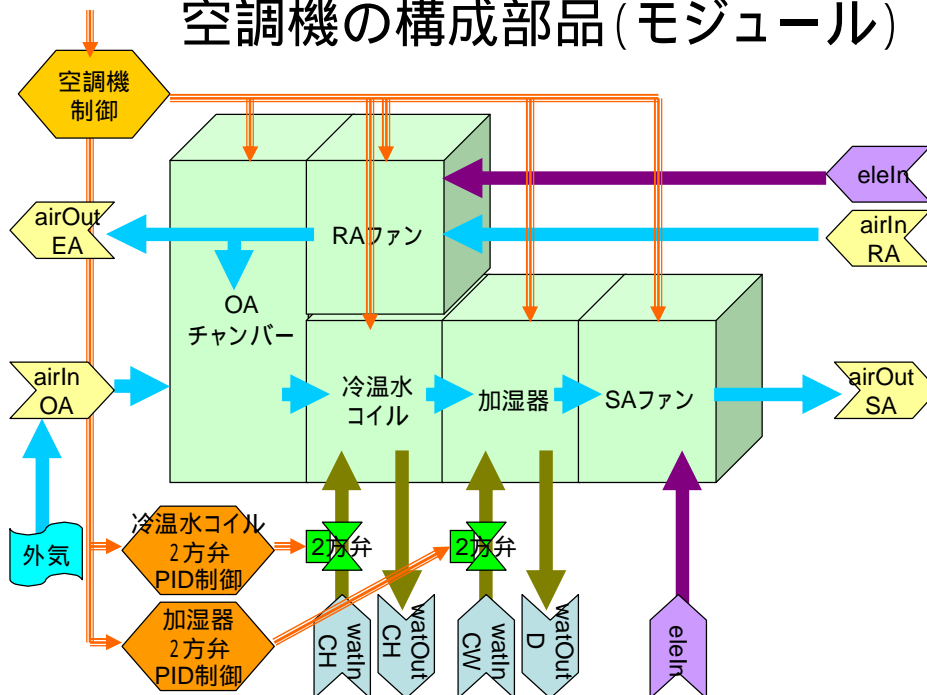 空調機の構成部品(モジュール)
空調機
制御
eleIn
airOut
EA
RAファン
airIn
RA
OA
チャンバー
airIn
OA
冷温水
コイル
加湿器
SAファン
airOut
SA
外気
冷温水コイル
2方弁
PID制御
2方弁
2方弁
加湿器
2方弁
PID制御
watIn
CH
watOut
CH
watIn
CW
watOut
D
eleIn